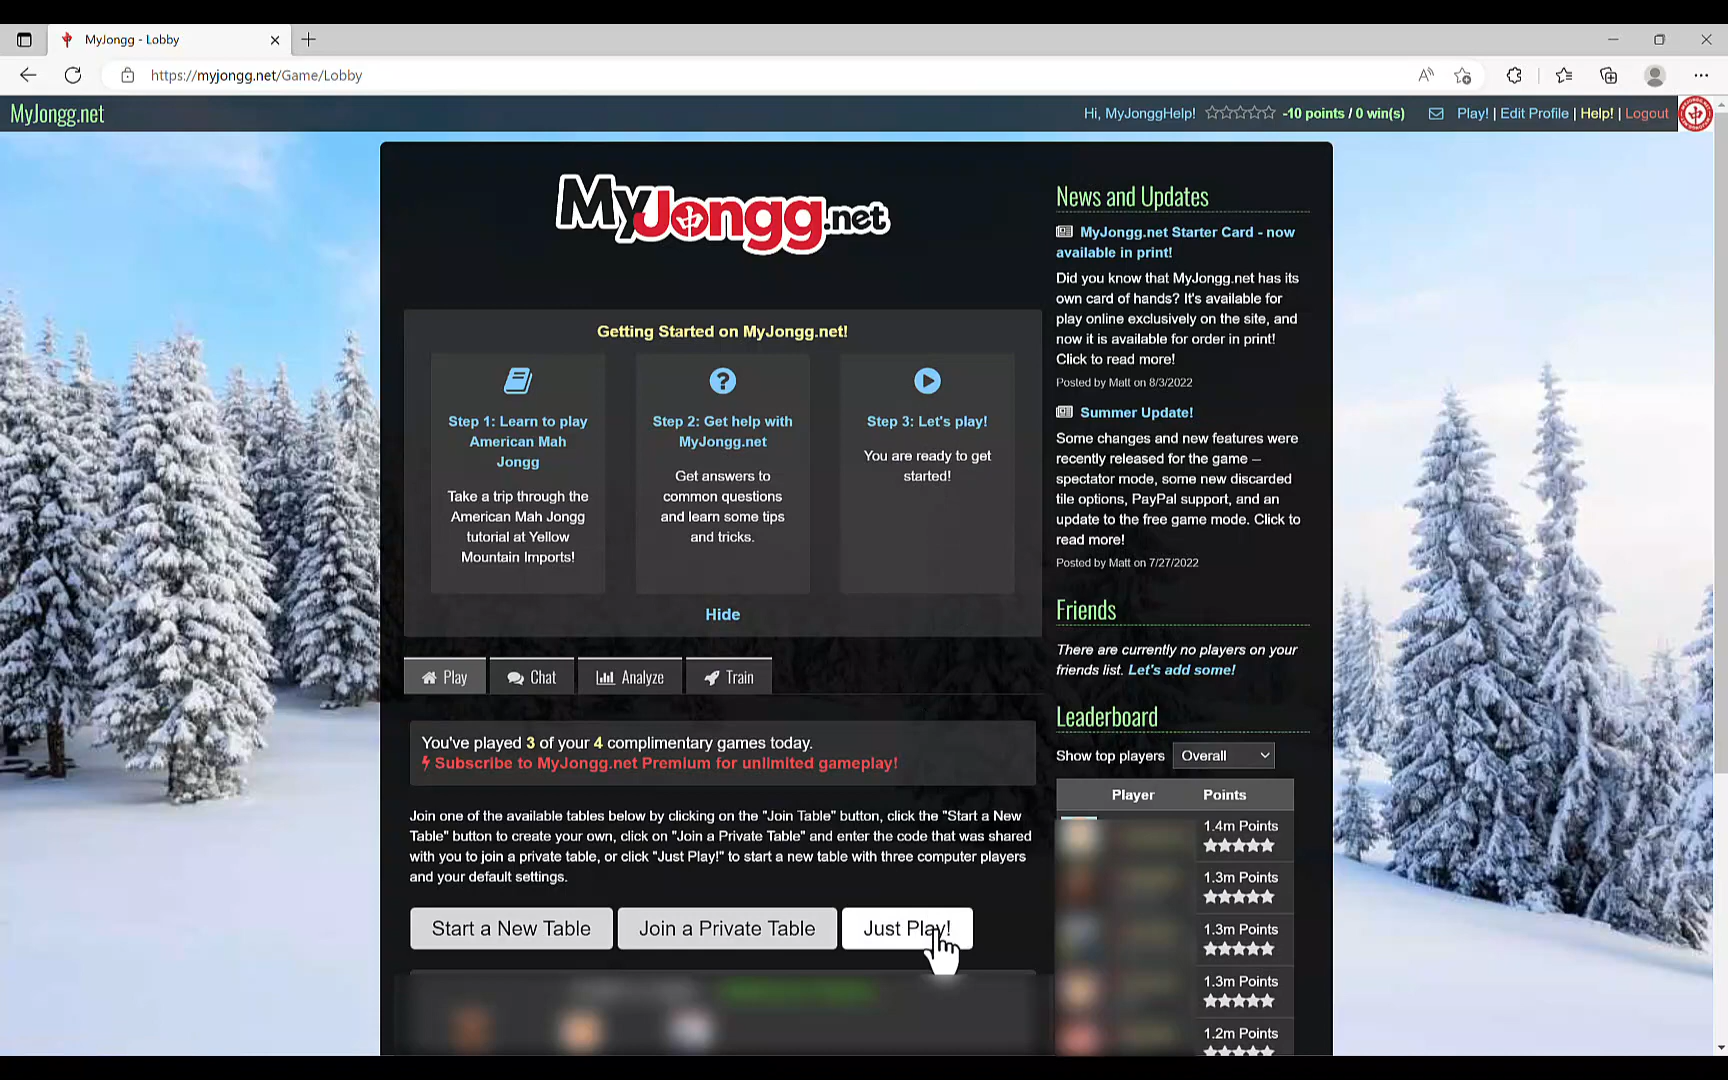 MyJongg - Lobby
https://myjongg.net/Game/Lobby
MyJongg.net
Hi, MyJonggHelp! -10 points / 0 win(s) Play! | Edit Profile | Help! | Logout
MyJongg.net
Getting Started on MyJongg.net!
Step 1: Learn to play
American Mah
Jongg
Take a trip through the
American Mah Jongg
tutorial at Yellow
Mountain Imports!
Step 2: Get help with
MyJongg.net
Get answers to
common questions
and learn some tips
and tricks.
Step 3: Let's play!
You are ready to get
started!
Hide
Play Chat Analyze Train
You've played 3 of your 4 complimentary games today.
Subscribe to MyJongg.net Premium for unlimited gameplay!
Join one of the available tables below by clicking on the "Join Table" button, click the "Start a New
Table" button to create your own, click on "Join a Private Table" and enter the code that was shared
with you to join a private table, or click "Just Play!" to start a new table with three computer players
and your default settings.
Start a New Table Join a Private Table Just Play!
News and Updates
MyJongg.net Starter Card - now
available in print!
Did you know that MyJongg.net has its
own card of hands? It's available for
play online exclusively on the site, and
now it is available for order in print!
Click to read more!
Posted by Matt on 8/3/2022
Summer Update!
Some changes and new features were
recently released for the game –
spectator mode, some new discarded
tile options, PayPal support, and an
update to the free game mode. Click to
read more!
Posted by Matt on 7/27/2022
Friends
There are currently no players on your
friends list. Let's add some!
Leaderboard
Show top players Overall
Player Points
1.4m Points
1.3m Points
1.3m Points
1.3m Points
1.2m Points